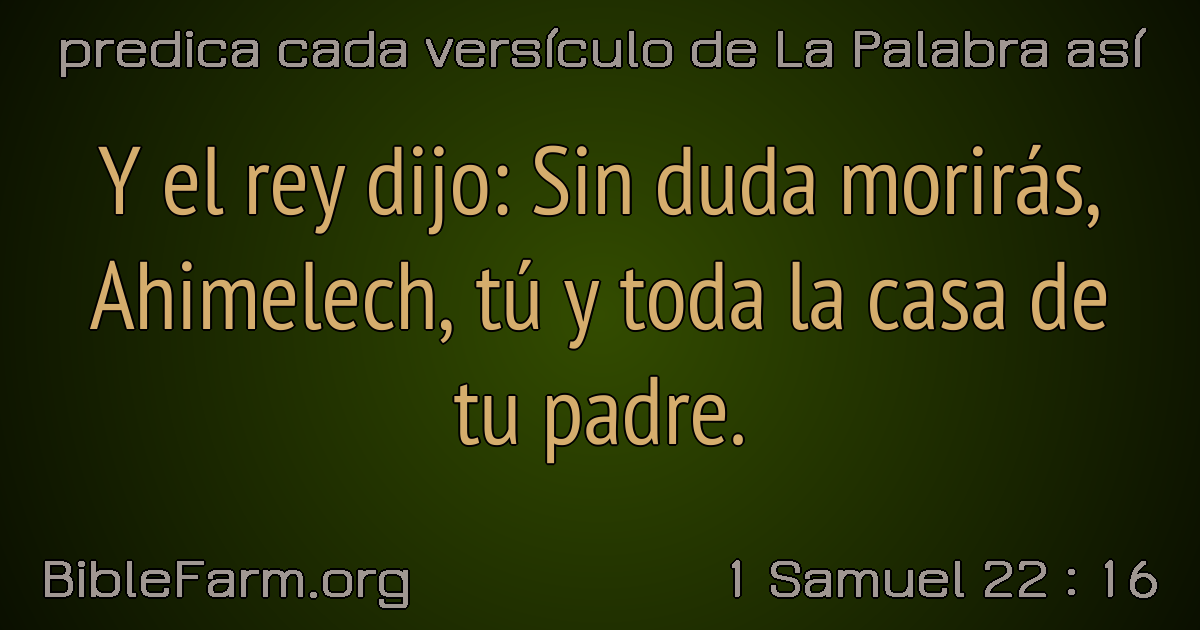 predica cada versículo de La Palabra así
Y el rey dijo: Sin duda morirás,
Ahimelech, tú y toda la casa de
tu padre.
BibleFarm.org
1 Samuel 22 : 16